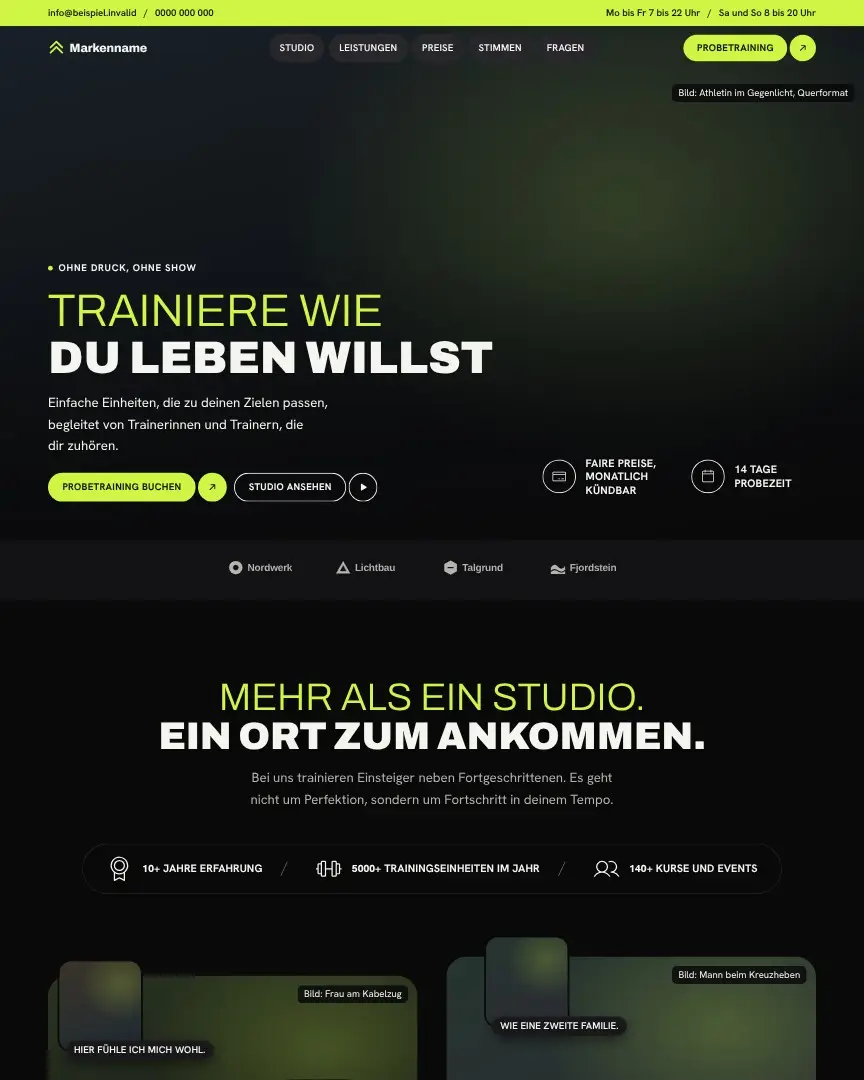 info@beispiel.invalid / 0000 000 000
Mo bis Fr 7 bis 22 Uhr / Sa und So 8 bis 20 Uhr
Markenname
STUDIO
LEISTUNGEN
PREISE
STIMMEN
FRAGEN
PROBETRAINING
Bild: Athletin im Gegenlicht, Querformat
OHNE DRUCK, OHNE SHOW
TRAINIERE WIE
DU LEBEN WILLST
Einfache Einheiten, die zu deinen Zielen passen,
begleitet von Trainerinnen und Trainern, die
dir zuhören.
PROBETRAINING BUCHEN
STUDIO ANSEHEN
FAIRE PREISE,
MONATLICH
KÜNDBAR
14 TAGE
PROBEZEIT
Nordwerk
Lichtbau
Talgrund
Fjordstein
MEHR ALS EIN STUDIO.
EIN ORT ZUM ANKOMMEN.
Bei uns trainieren Einsteiger neben Fortgeschrittenen. Es geht
nicht um Perfektion, sondern um Fortschritt in deinem Tempo.
10+ JAHRE ERFAHRUNG /
5000+ TRAININGSEINHEITEN IM JAHR /
140+ KURSE UND EVENTS
Bild: Frau am Kabelzug
HIER FÜHLE ICH MICH WOHL.
Bild: Mann beim Kreuzheben
WIE EINE ZWEITE FAMILIE.